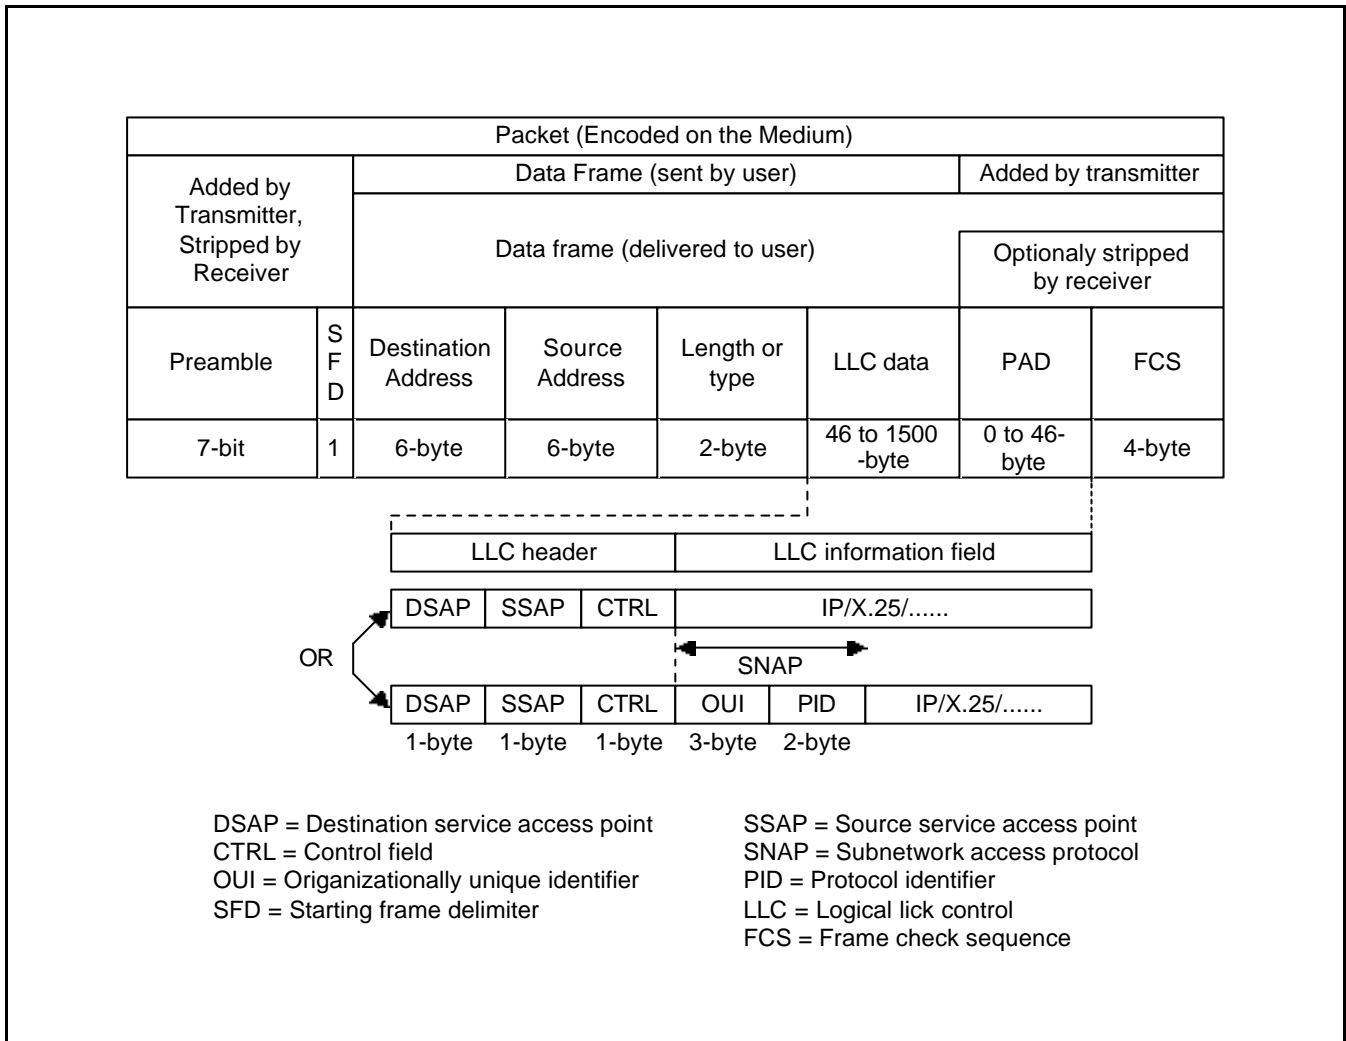 Packet (Encoded on the Medium)
Added by
Transmitter,
Stripped by
Receiver
Data Frame (sent by user)
Added by transmitter
Data frame (delivered to user)
Optionaly stripped
by receiver
Preamble
S
F
D
Destination
Address
Source
Address
Length or
type
LLC data
PAD
FCS
7-bit
1
6-byte
6-byte
2-byte
46 to 1500
-byte
0 to 46-
byte
4-byte
LLC header
LLC information field
DSAP
SSAP
CTRL
IP/X.25/......
OR
SNAP
DSAP
SSAP
CTRL
OUI
PID
IP/X.25/......
1-byte
1-byte
1-byte
3-byte
2-byte
DSAP = Destination service access point
CTRL = Control field
OUI = Origanizationally unique identifier
SFD = Starting frame delimiter
SSAP = Source service access point
SNAP = Subnetwork access protocol
PID = Protocol identifier
LLC = Logical lick control
FCS = Frame check sequence